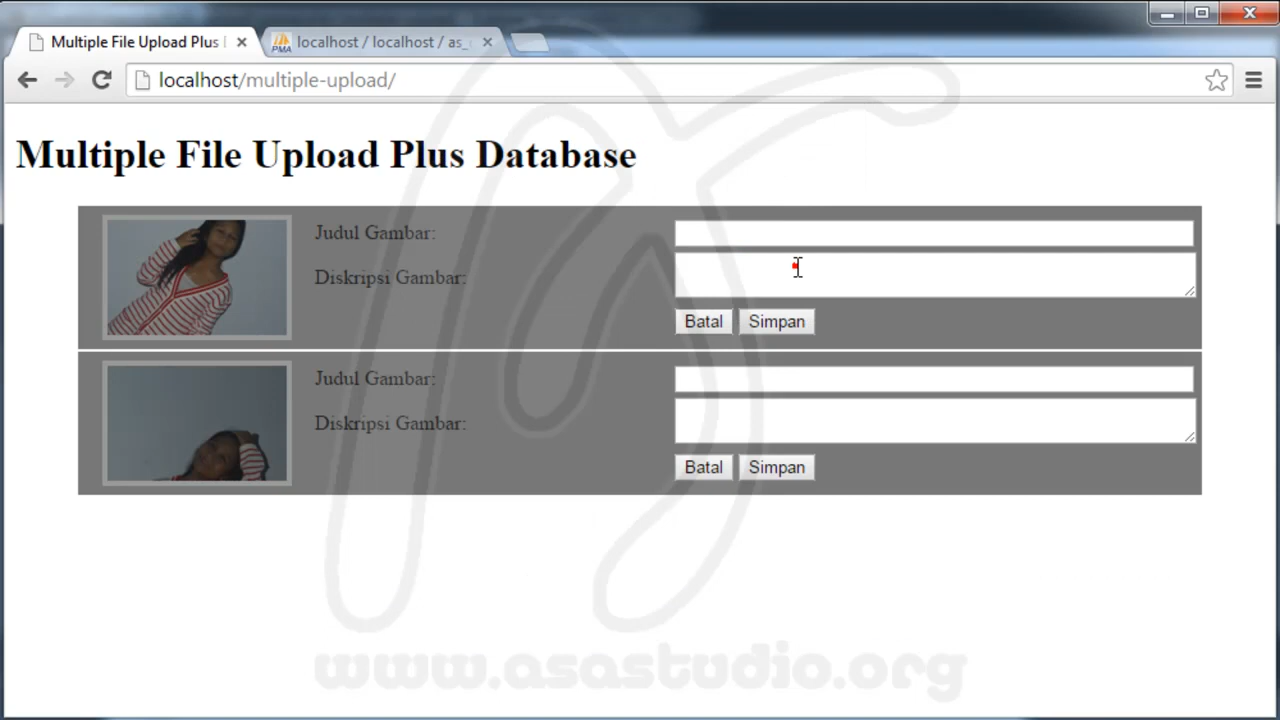 Multiple File Upload Plus
localhost / localhost / as_
PMA
localhost/multiple-upload/
Multiple File Upload Plus Database
Judul Gambar:
Diskripsi Gambar:
Batal Simpan
Judul Gambar:
Diskripsi Gambar:
Batal Simpan
www.asastudio.org